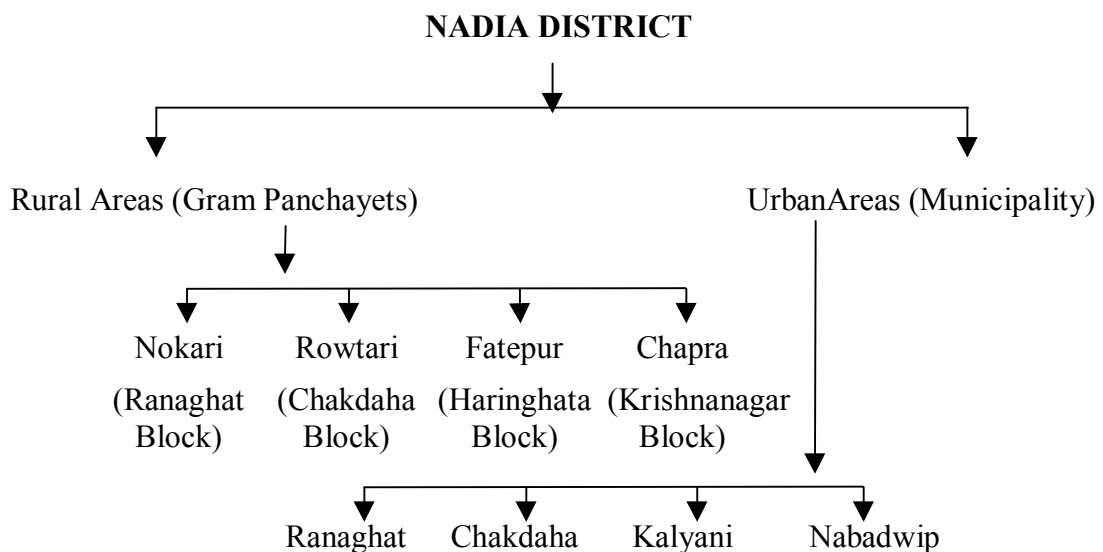 NADIA DISTRICT
Rural Areas (Gram Panchayets)
UrbanAreas (Municipality)
Nokari
(Ranaghat
Block)
Rowtari
(Chakdaha
Block)
Fatepur
(Haringhata
Block)
Chapra
(Krishnanagar
Block)
Ranaghat
Chakdaha
Kalyani
Nabadwip